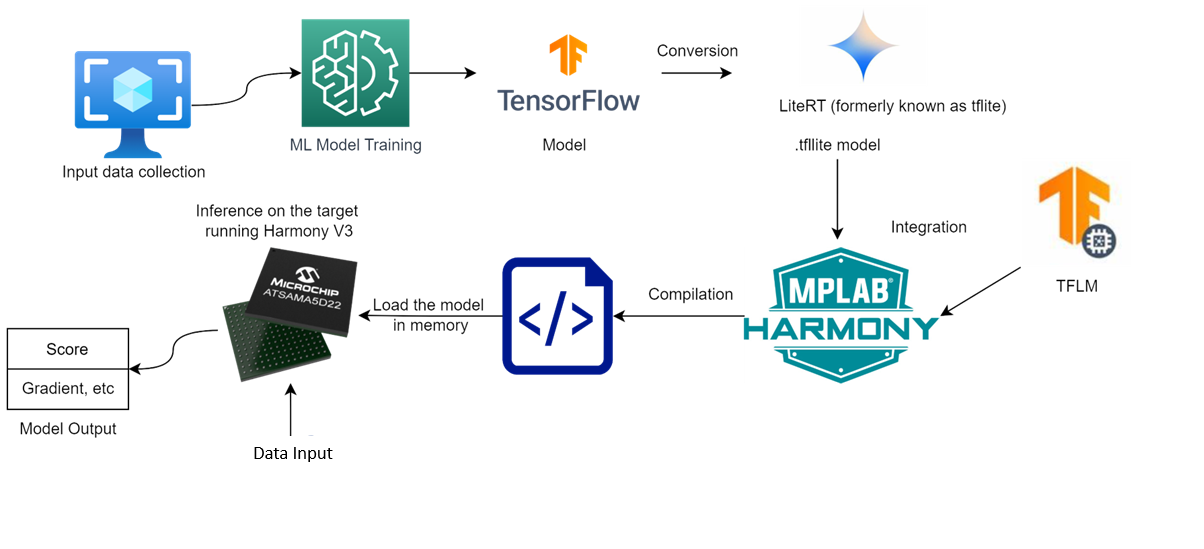 Input data collection
ML Model Training
TensorFlow
Model
Conversion
LiteRT (formerly known as tflite)
.tfllite model
Integration
TFLM
MPLAB®
HARMONY
Compilation
</>
Load the model
in memory
Inference on the target
running Harmony V3
MICROCHIP
ATSAMA5D22
Data Input
Score
Gradient, etc
Model Output